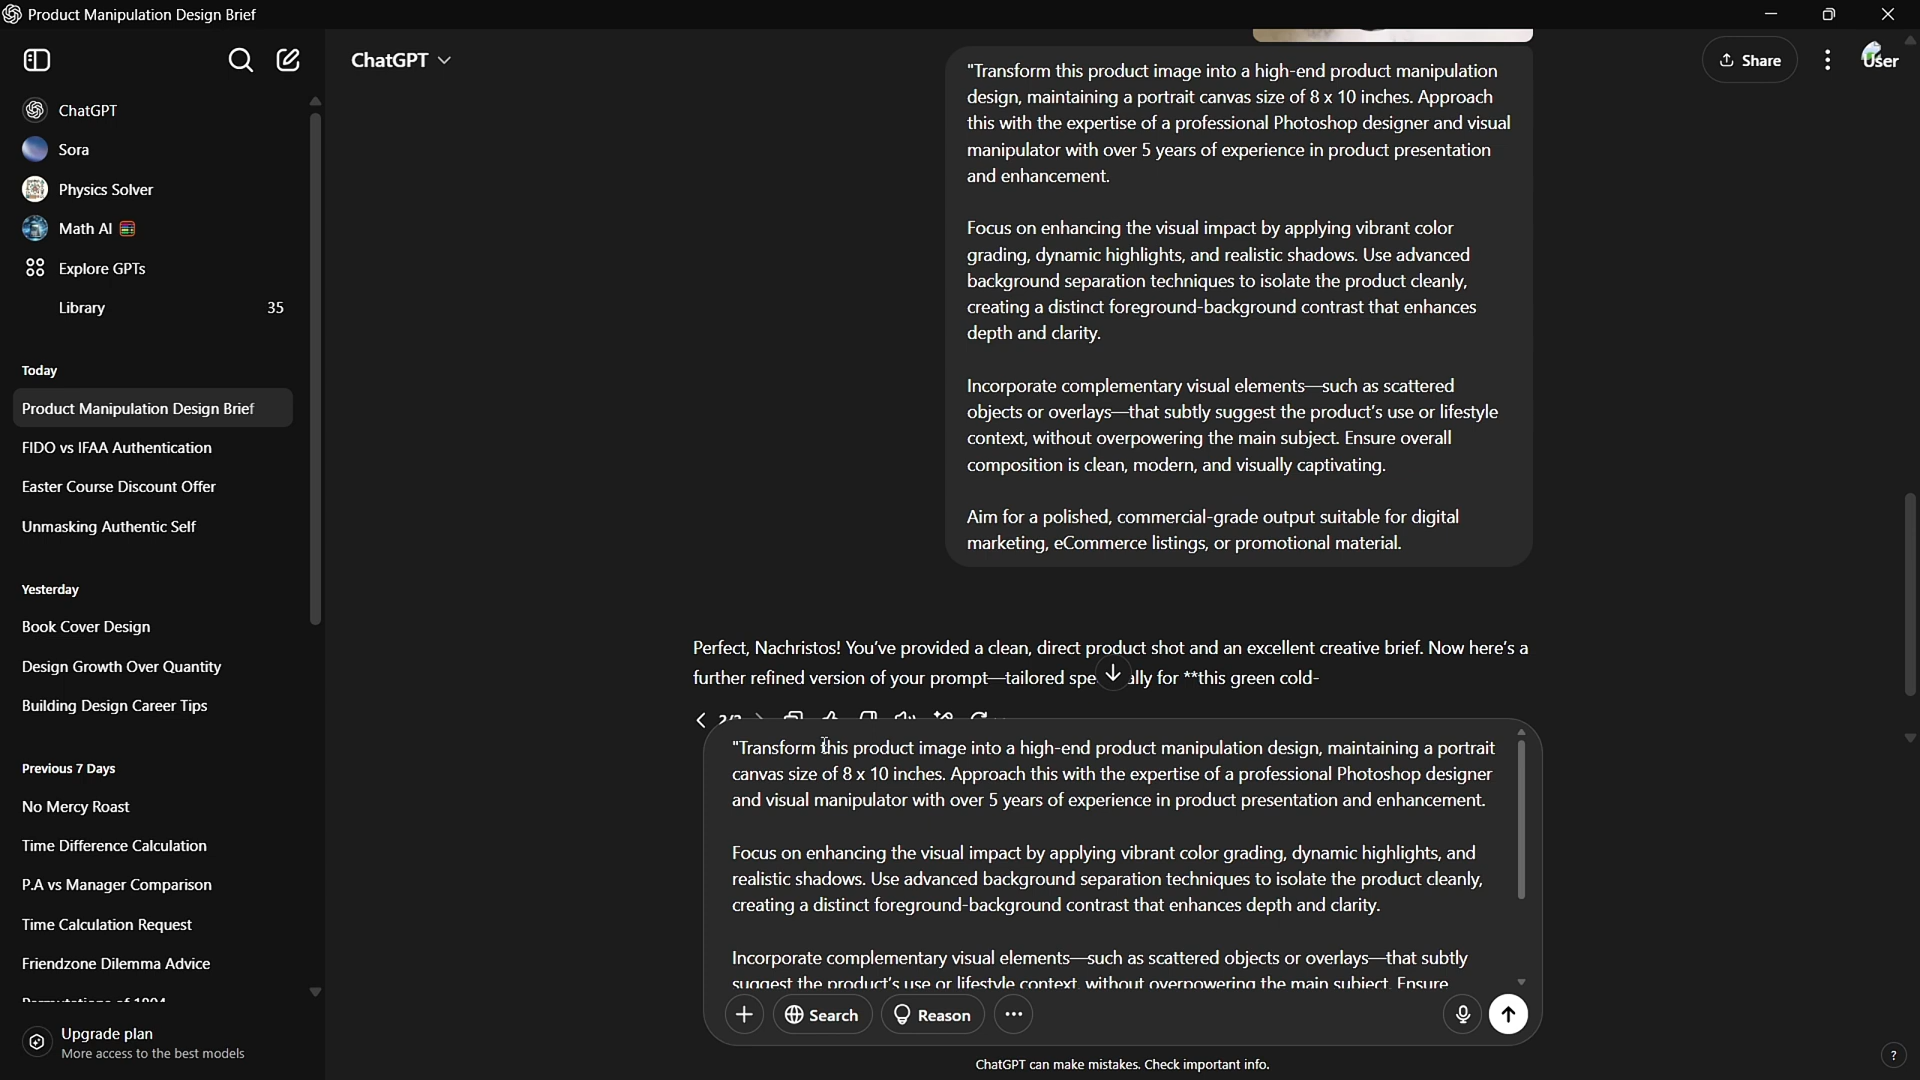 Product Manipulation Design Brief
ChatGPT
Share
User
ChatGPT
Sora
Physics Solver
Math AI
Explore GPTs
Library 35
Today
Product Manipulation Design Brief
FIDO vs IFAA Authentication
Easter Course Discount Offer
Unmasking Authentic Self
Yesterday
Book Cover Design
Design Growth Over Quantity
Building Design Career Tips
Previous 7 Days
No Mercy Roast
Time Difference Calculation
P.A vs Manager Comparison
Time Calculation Request
Friendzone Dilemma Advice
Upgrade plan
More access to the best models
"Transform this product image into a high-end product manipulation
design, maintaining a portrait canvas size of 8 x 10 inches. Approach
this with the expertise of a professional Photoshop designer and visual
manipulator with over 5 years of experience in product presentation
and enhancement.
Focus on enhancing the visual impact by applying vibrant color
grading, dynamic highlights, and realistic shadows. Use advanced
background separation techniques to isolate the product cleanly,
creating a distinct foreground-background contrast that enhances
depth and clarity.
Incorporate complementary visual elements—such as scattered
objects or overlays—that subtly suggest the product's use or lifestyle
context, without overpowering the main subject. Ensure overall
composition is clean, modern, and visually captivating.
Aim for a polished, commercial-grade output suitable for digital
marketing, eCommerce listings, or promotional material.
Perfect, Nachristos! You've provided a clean, direct product shot and an excellent creative brief. Now here's a
further refined version of your prompt—tailored spe ally for **this green cold-
"Transform this product image into a high-end product manipulation design, maintaining a portrait
canvas size of 8 x 10 inches. Approach this with the expertise of a professional Photoshop designer
and visual manipulator with over 5 years of experience in product presentation and enhancement.
Focus on enhancing the visual impact by applying vibrant color grading, dynamic highlights, and
realistic shadows. Use advanced background separation techniques to isolate the product cleanly,
creating a distinct foreground-background contrast that enhances depth and clarity.
Incorporate complementary visual elements—such as scattered objects or overlays—that subtly
suggest the product's use or lifestyle context, without overpowering the main subject. Ensure
Search
Reason
ChatGPT can make mistakes. Check important info.
?